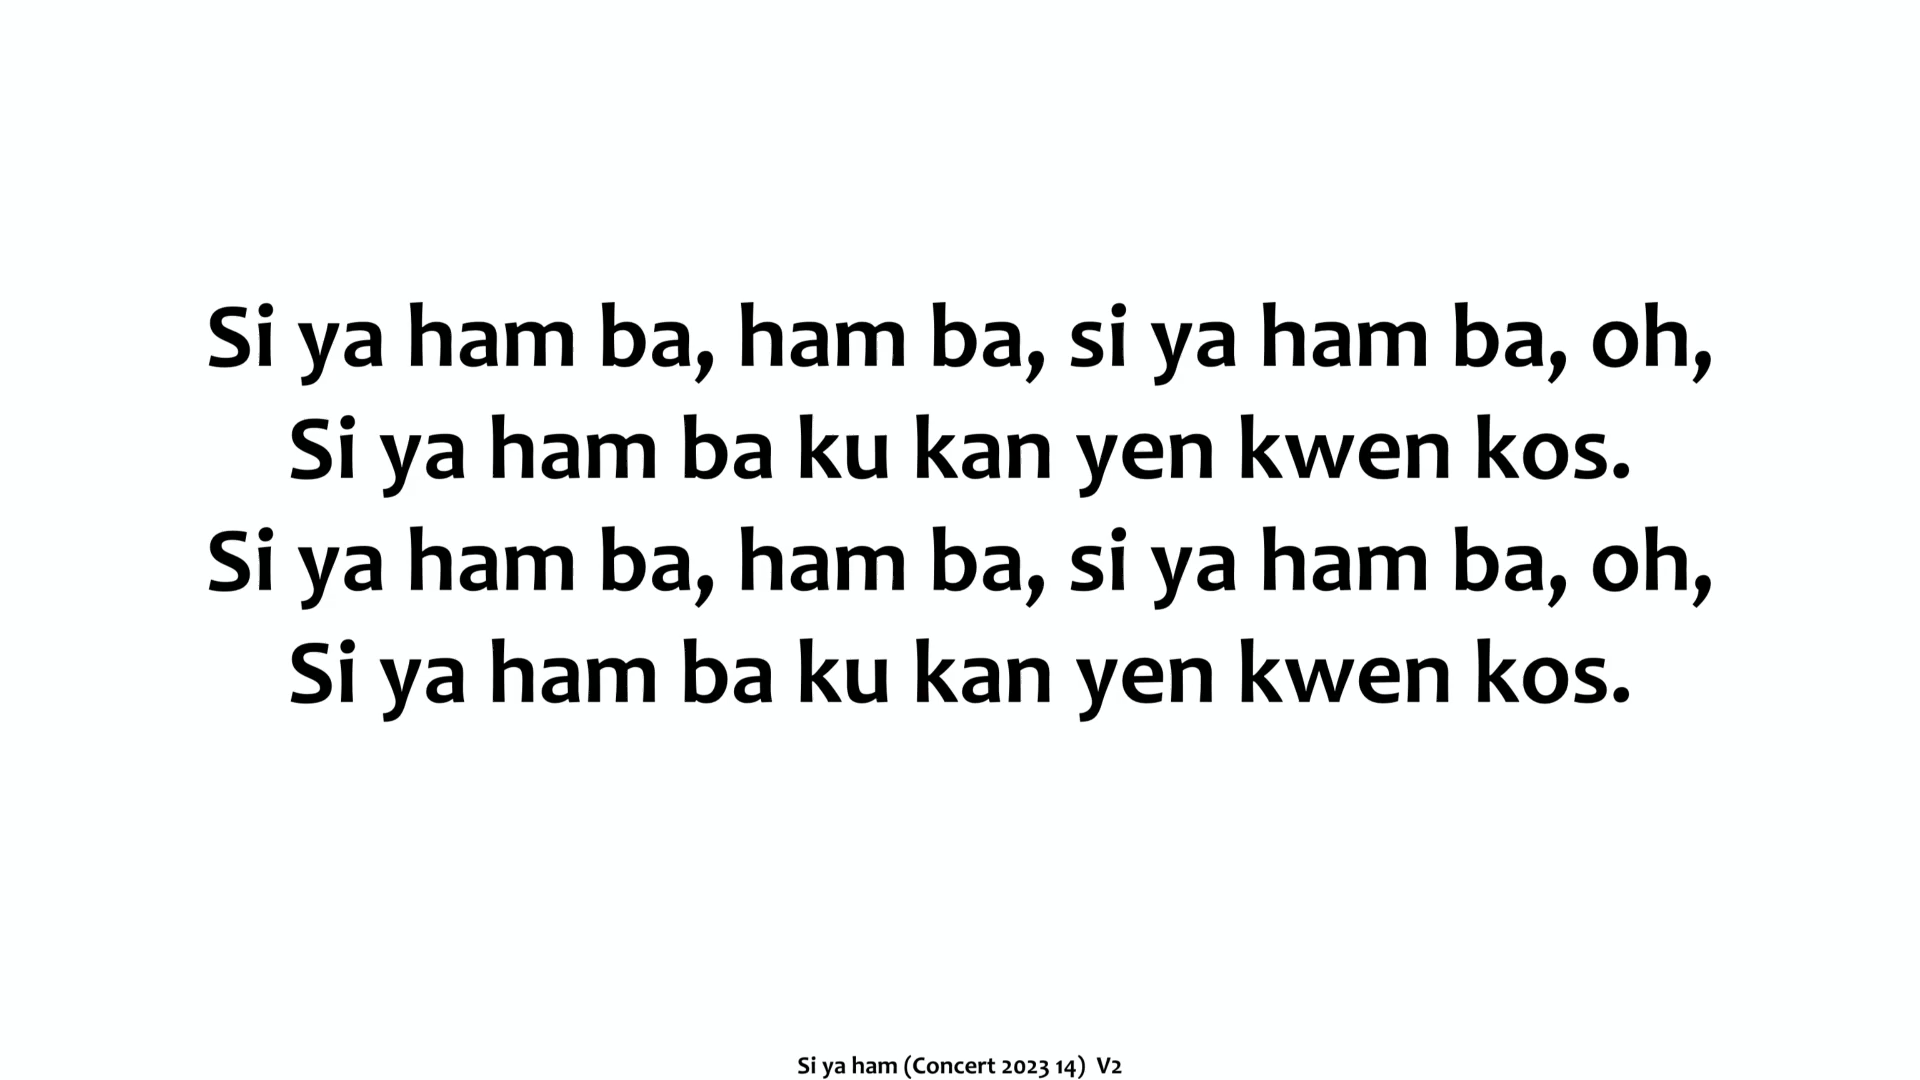 Si ya ham ba, ham ba, si ya ham ba, oh,
Si ya ham ba ku kan yen kwen kos.
Si ya ham ba, ham ba, si ya ham ba, oh,
Si ya ham ba ku kan yen kwen kos.
Si ya ham (Concert 2023 14)  V2